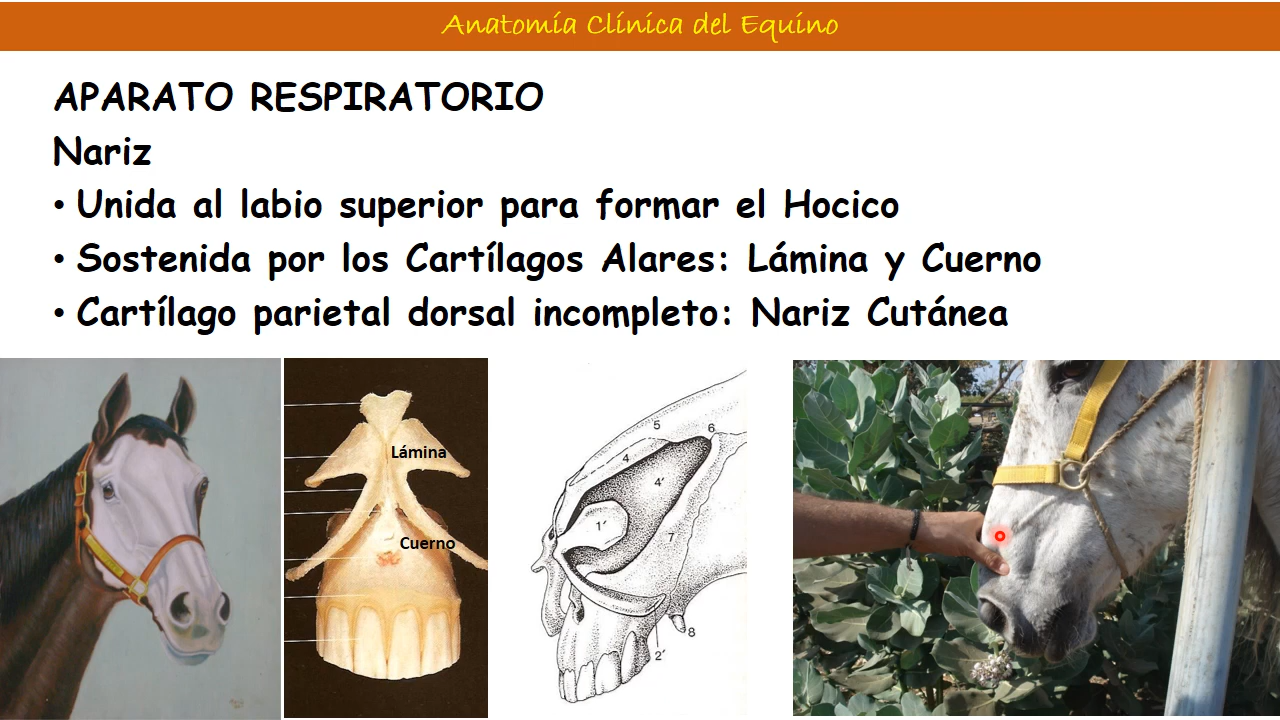 Anatomía Clínica del Equino
APARATO RESPIRATORIO
Nariz
• Unida al labio superior para formar el Hocico
• Sostenida por los Cartílagos Alares: Lámina y Cuerno
• Cartílago parietal dorsal incompleto: Nariz Cutánea
Lámina
Cuerno
5
6
4
4'
1'
7
8
2'